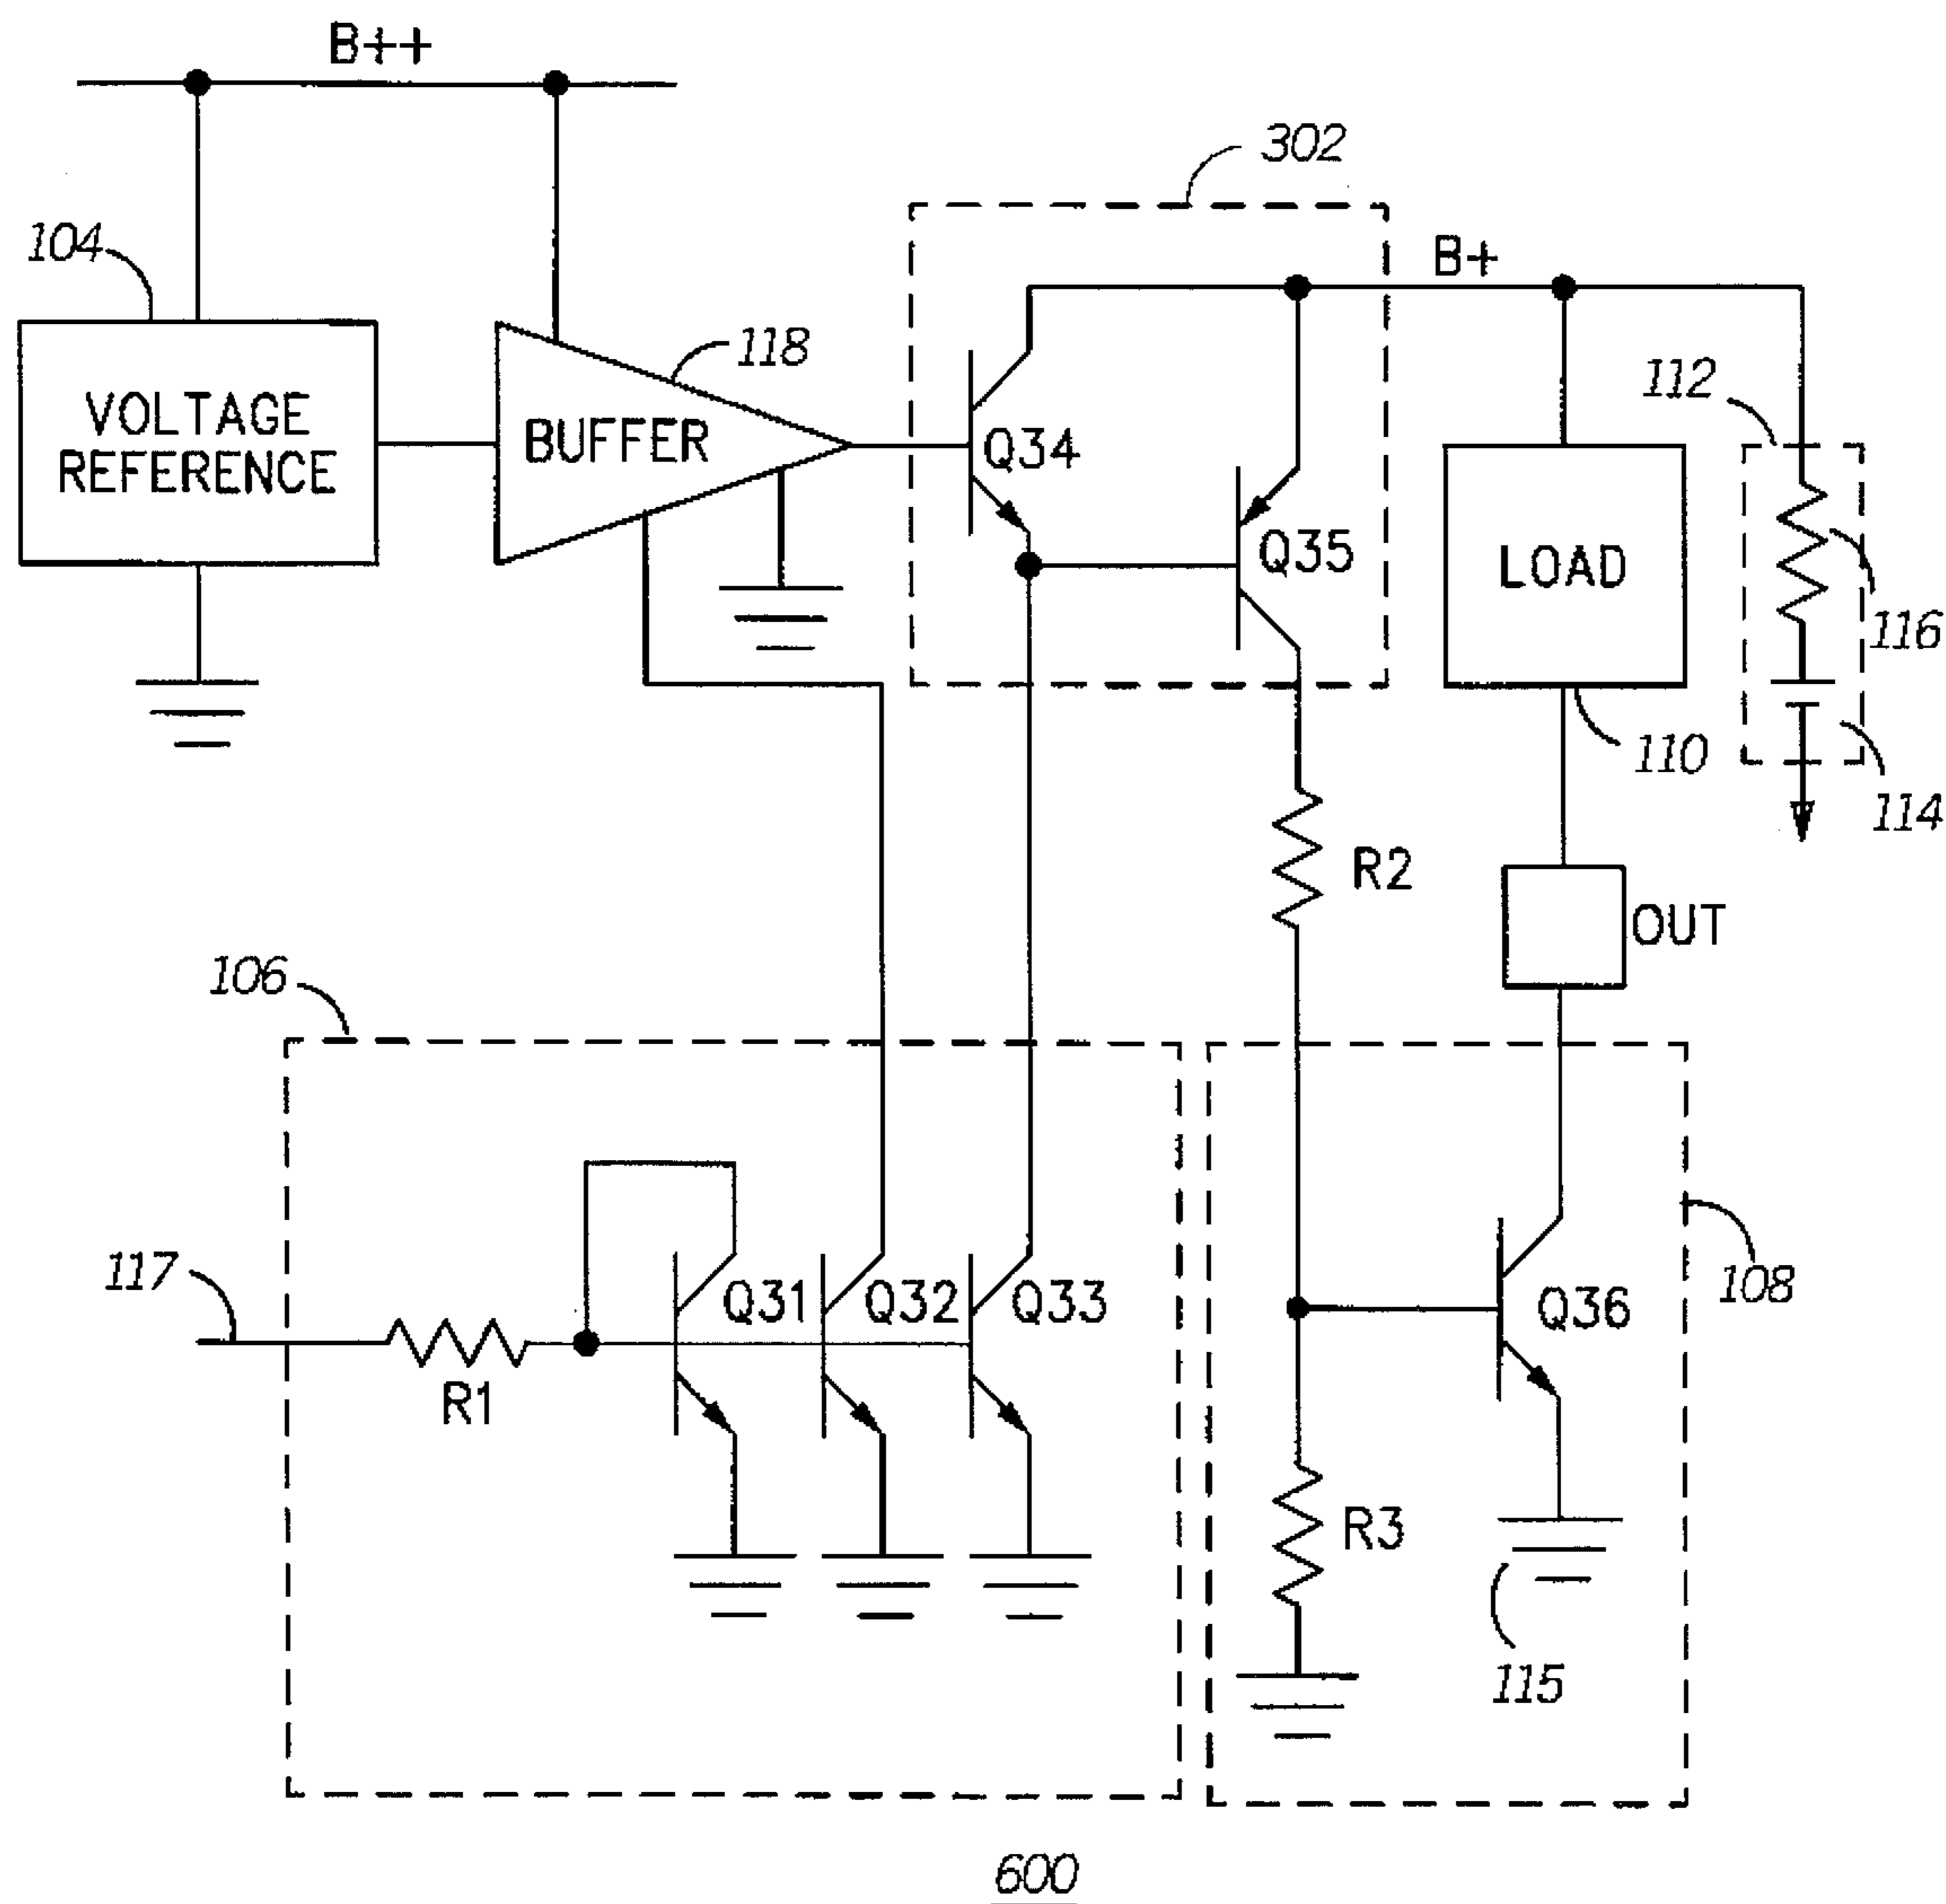 B++
302
104
B+
118
112
VOLTAGE
REFERENCE
BUFFER
Q34
Q35
LOAD
116
110
114
R2
OUT
106
117
Q31
Q32
Q33
Q36
108
R1
R3
115
600